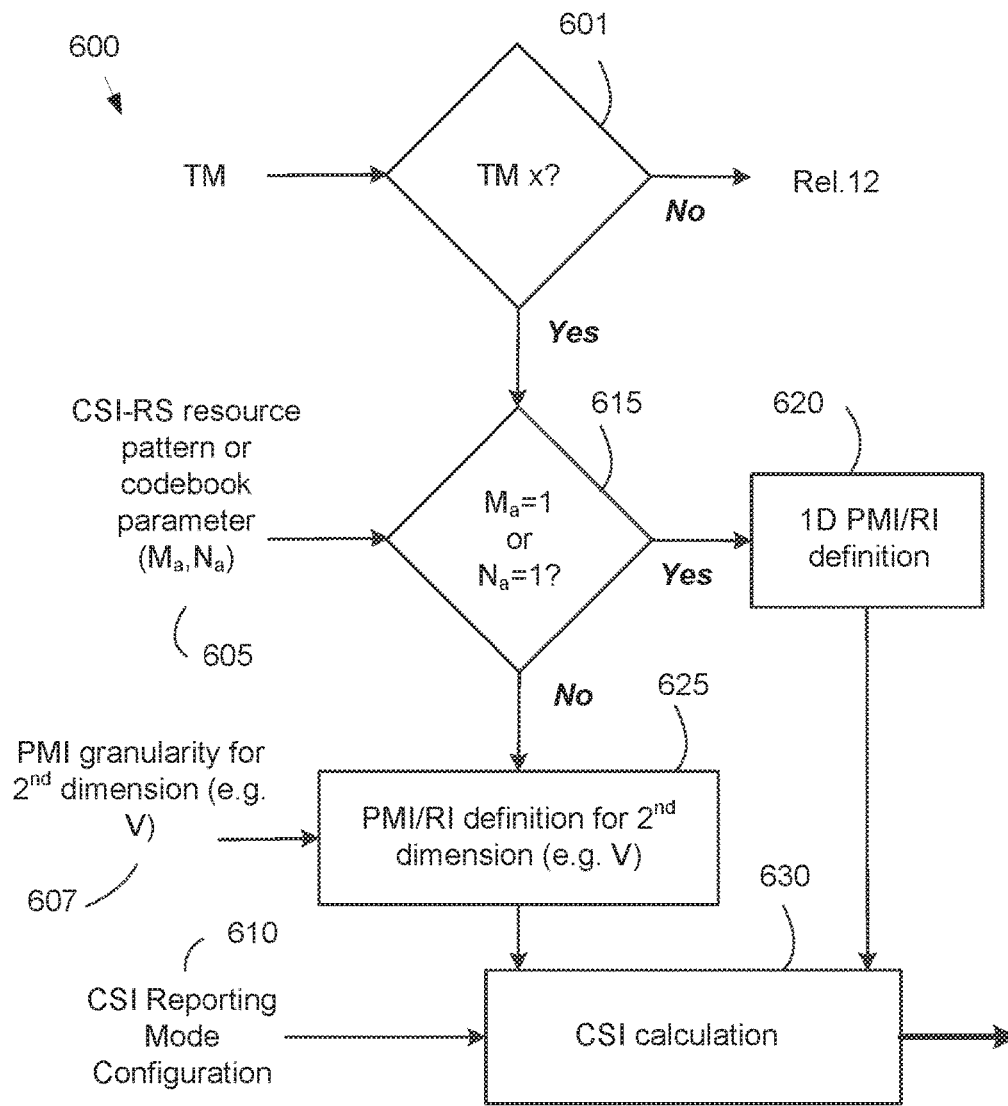 600
601
TM
TM x?
No
Rel.12
Yes
CSI-RS resource
pattern or
codebook
parameter
(Mₐ,Nₐ)
605
615
Mₐ=1
or
Nₐ=1?
Yes
620
1D PMI/RI
definition
No
625
PMI granularity for
2ⁿᵈ dimension (e.g.
V)
607
PMI/RI definition for 2ⁿᵈ
dimension (e.g. V)
630
610
CSI Reporting
Mode
Configuration
CSI calculation